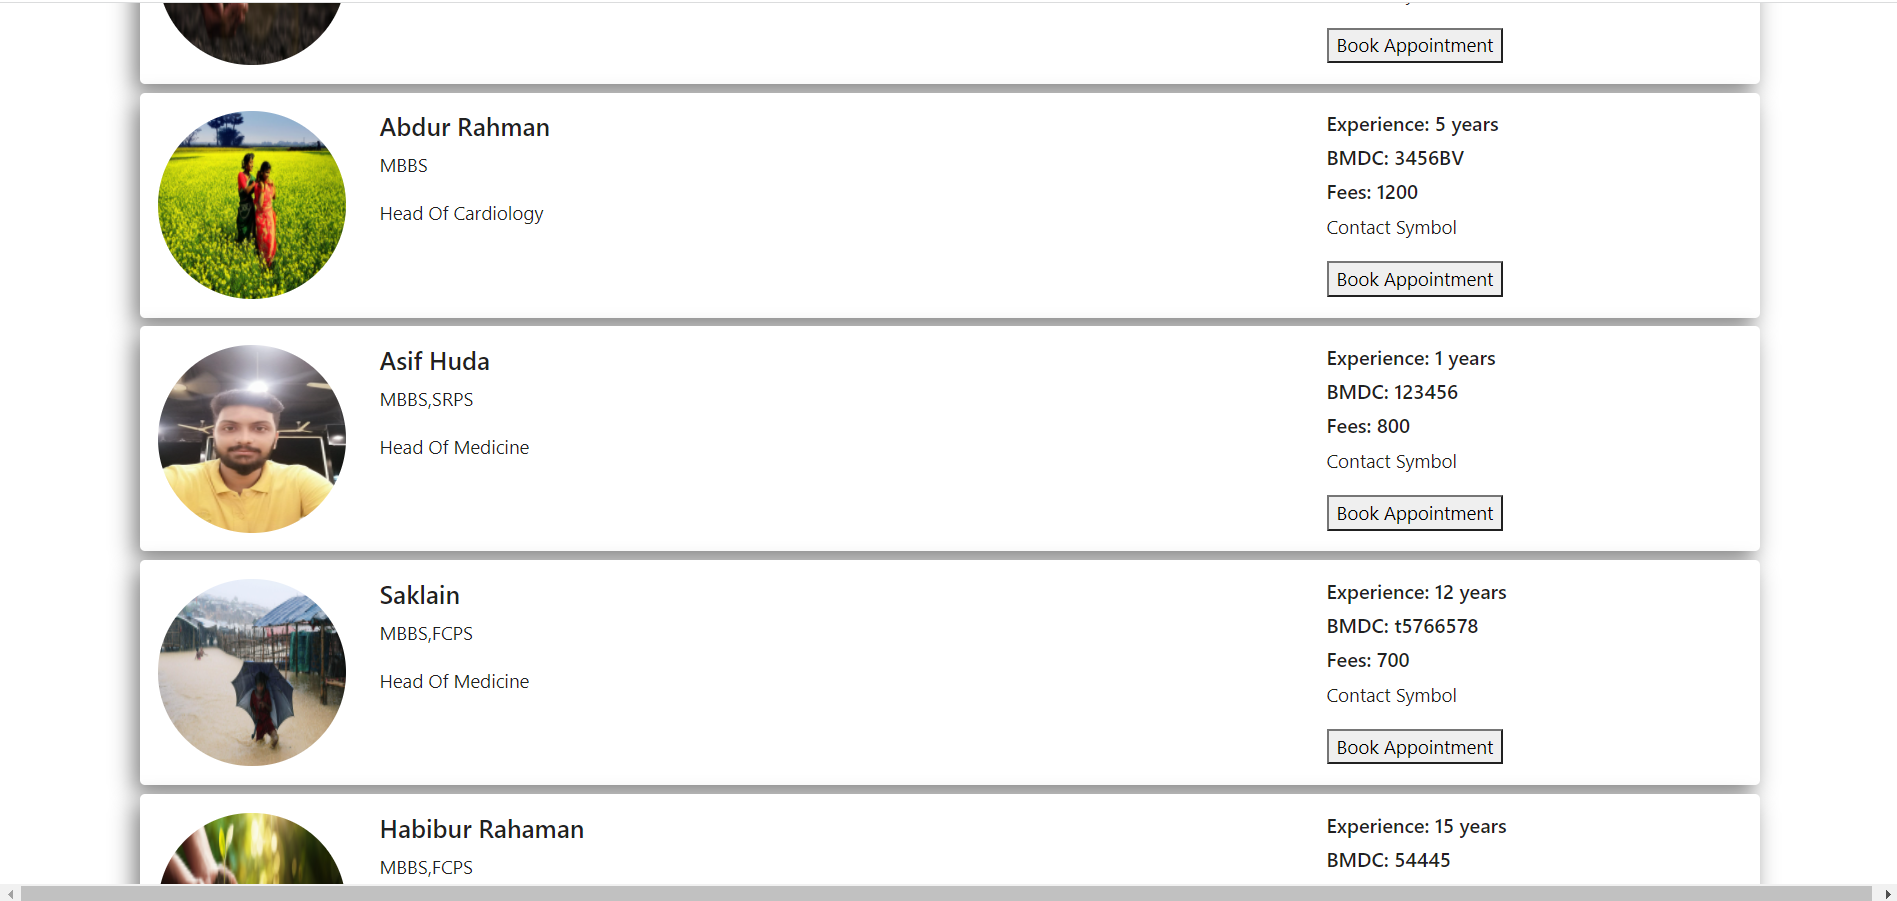 Book Appointment
Abdur Rahman
MBBS
Head Of Cardiology
Experience: 5 years
BMDC: 3456BV
Fees: 1200
Contact Symbol
Book Appointment
Asif Huda
MBBS,SRPS
Head Of Medicine
Experience: 1 years
BMDC: 123456
Fees: 800
Contact Symbol
Book Appointment
Saklain
MBBS,FCPS
Head Of Medicine
Experience: 12 years
BMDC: t5766578
Fees: 700
Contact Symbol
Book Appointment
Habibur Rahaman
MBBS,FCPS
Experience: 15 years
BMDC: 54445